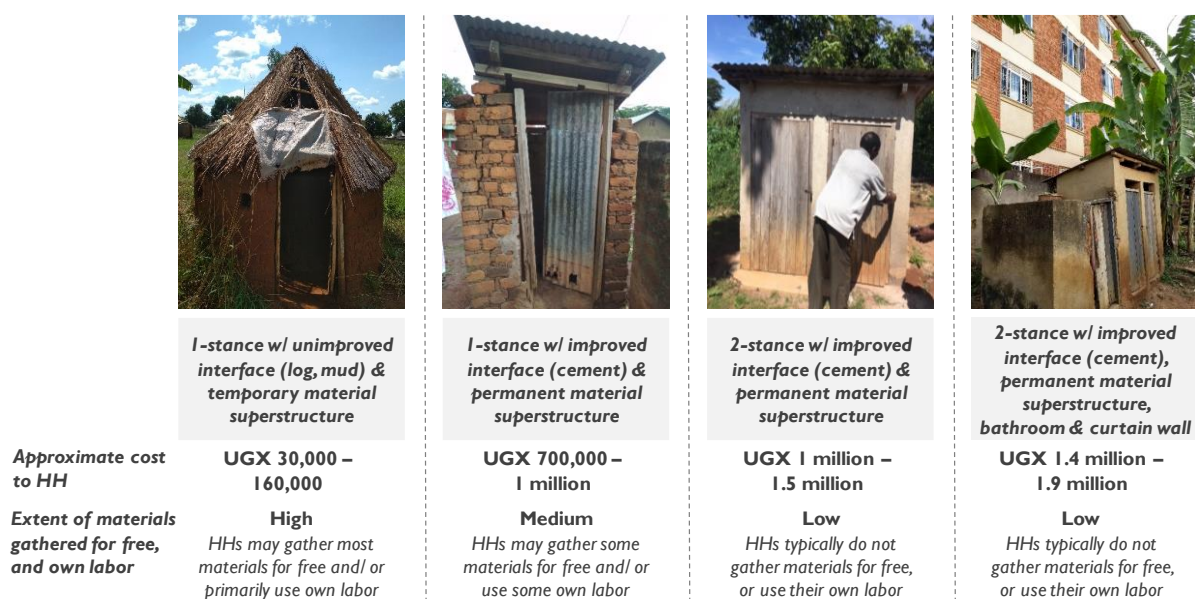 1-stance w/ unimproved
interface (log, mud) &
temporary material
superstructure
1-stance w/ improved
interface (cement) &
permanent material
superstructure
2-stance w/ improved
interface (cement) &
permanent material
superstructure
2-stance w/ improved
interface (cement),
permanent material
superstructure,
bathroom & curtain wall
Approximate cost
to HH
UGX 30,000 –
160,000
UGX 700,000 –
1 million
UGX 1 million –
1.5 million
UGX 1.4 million –
1.9 million
Extent of materials
gathered for free,
and own labor
High
HHs may gather most
materials for free and/ or
primarily use own labor
Medium
HHs may gather some
materials for free and/ or
use some own labor
Low
HHs typically do not
gather materials for free,
or use their own labor
Low
HHs typically do not
gather materials for free,
or use their own labor